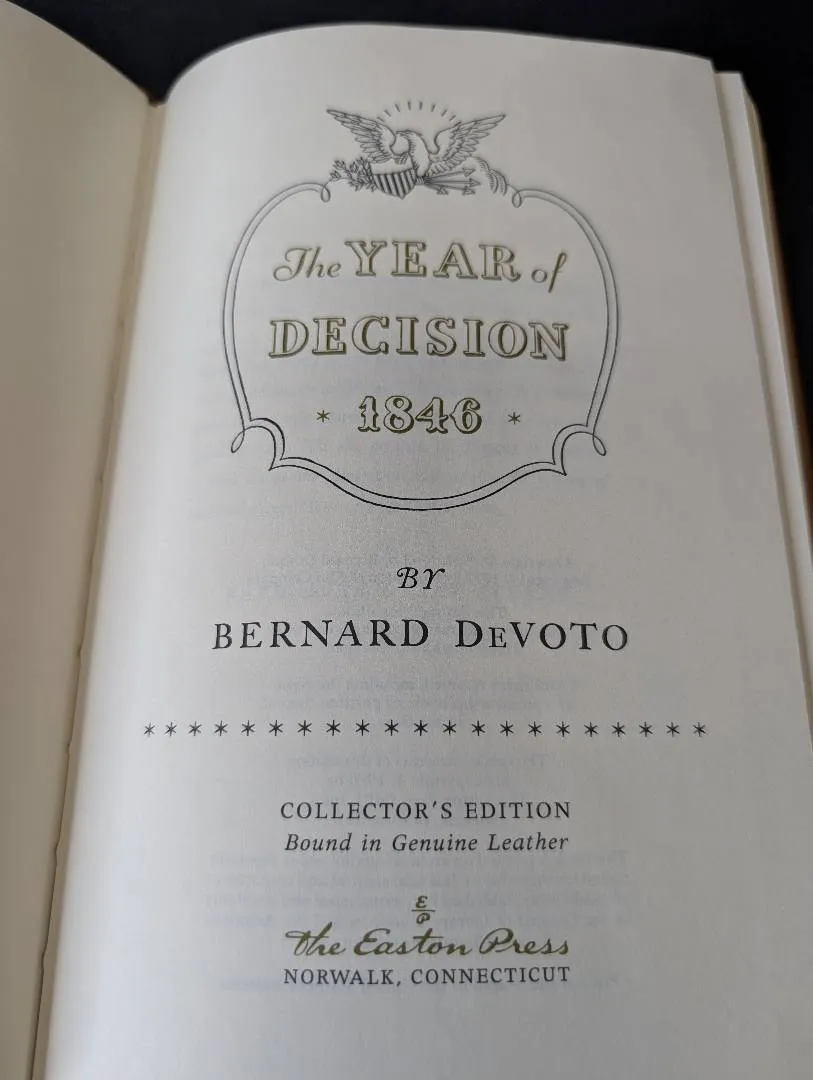 The YEAR of
DECISION
* 1846 *
BY
BERNARD DEVOTO
* * * * * * * * * * * * * * * * * * * * * * * * * *
COLLECTOR'S EDITION
Bound in Genuine Leather
EP
The Easton Press
NORWALK, CONNECTICUT